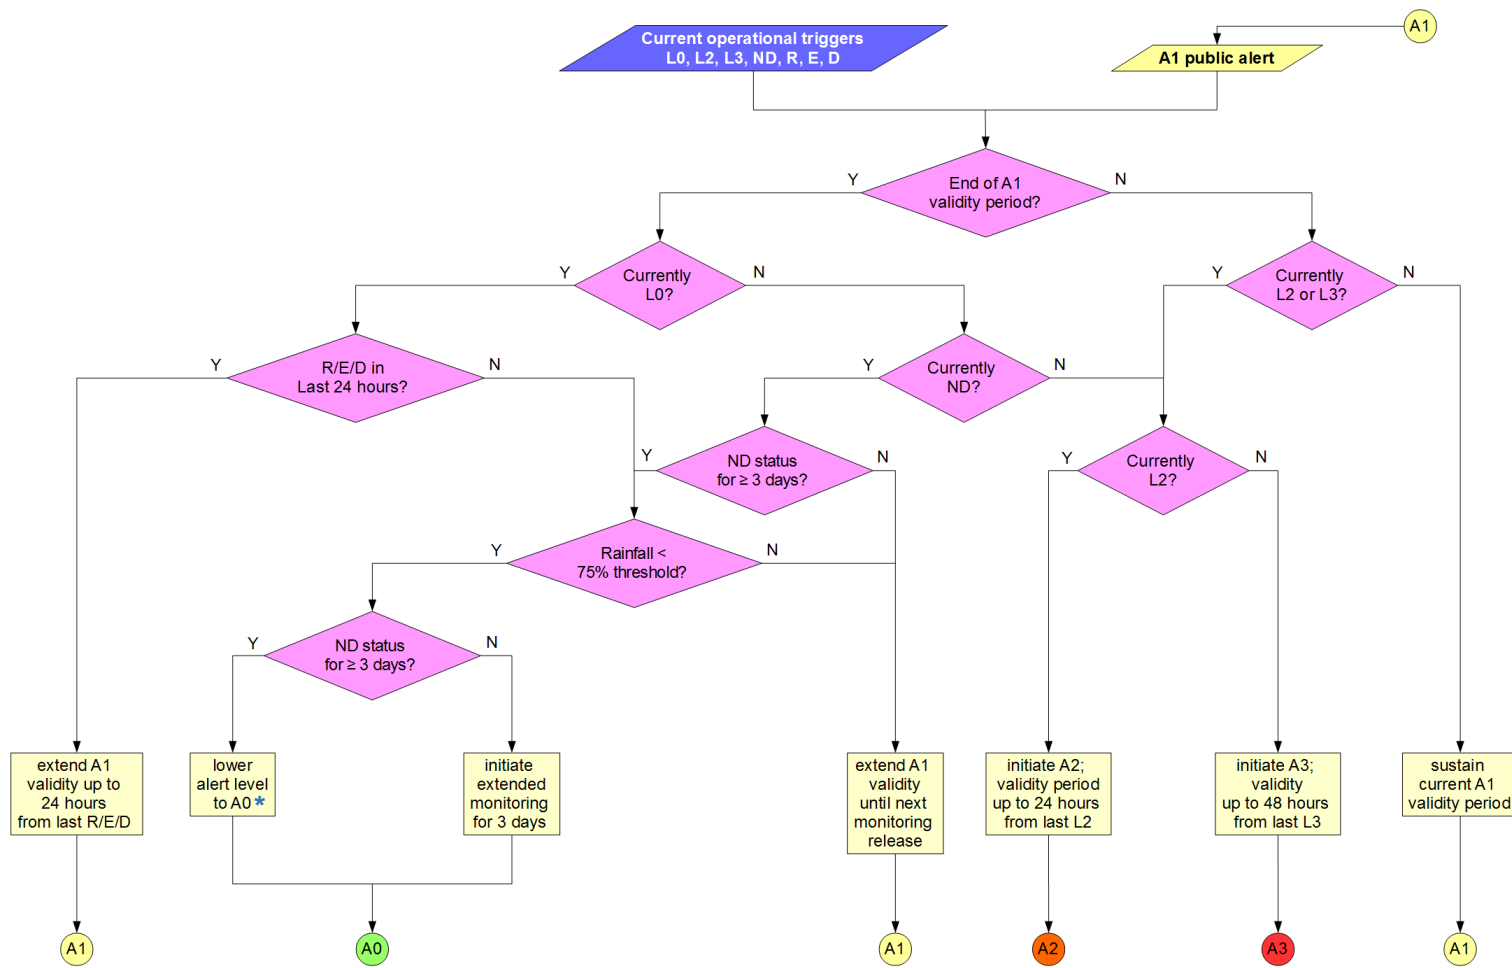 Current operational triggers
L0, L2, L3, ND, R, E, D
A1
A1 public alert
End of A1
validity period?
Y
N
Currently
L0?
Y
N
Currently
L2 or L3?
Y
N
R/E/D in
Last 24 hours?
Y
N
Currently
ND?
Y
N
ND status
for ≥ 3 days?
Y
N
Currently
L2?
Y
N
Rainfall <
75% threshold?
Y
N
ND status
for ≥ 3 days?
Y
N
extend A1
validity up to
24 hours
from last R/E/D
lower
alert level
to A0 *
initiate
extended
monitoring
for 3 days
extend A1
validity
until next
monitoring
release
initiate A2;
validity period
up to 24 hours
from last L2
initiate A3;
validity
up to 48 hours
from last L3
sustain
current A1
validity period
A1
A0
A1
A2
A3
A1